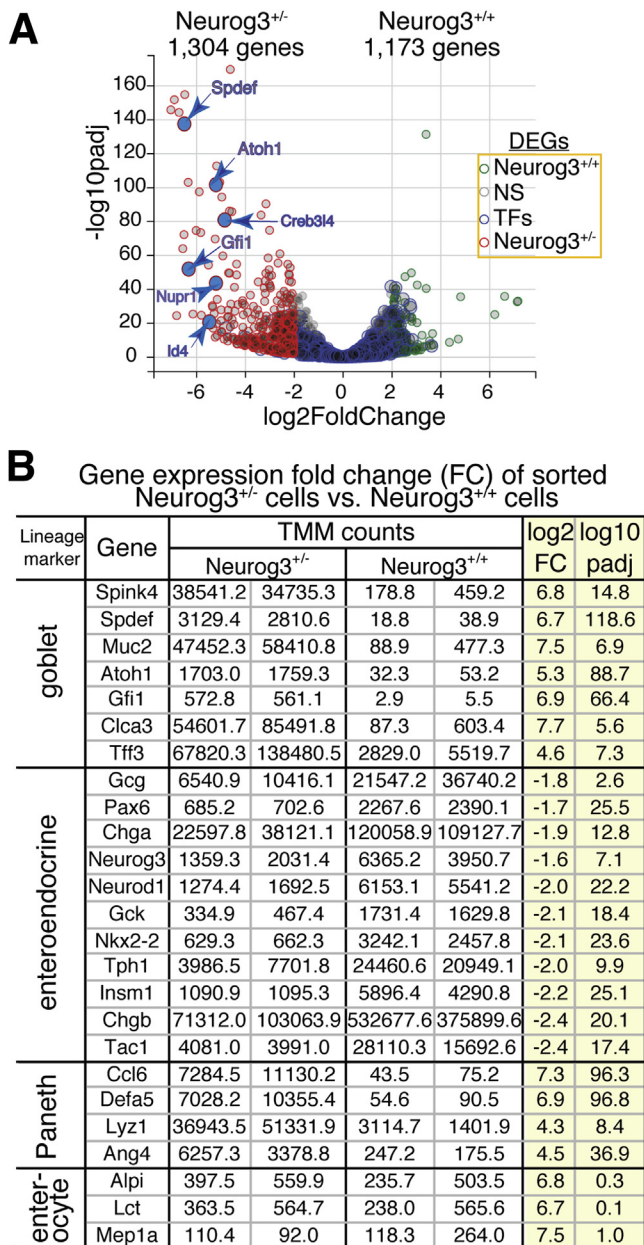 A
Neurog3+/-
1,304 genes
Neurog3+/+
1,173 genes
-log10padj
160
140
120
100
80
60
40
20
0
Spdef
Atoh1
Creb3l4
Gfi1
Nupr1
Id4
DEGs
Neurog3+/+
NS
TFs
Neurog3+/-
-6 -4 -2 0 2 4 6
log2FoldChange
B Gene expression fold change (FC) of sorted
Neurog3+/- cells vs. Neurog3+/+ cells
Lineage marker Gene TMM counts log2 FC log10 padj
Neurog3+/- Neurog3+/+
goblet
Spink4 38541.2 34735.3 178.8 459.2 6.8 14.8
Spdef 3129.4 2810.6 18.8 38.9 6.7 118.6
Muc2 47452.3 58410.8 88.9 477.3 7.5 6.9
Atoh1 1703.0 1759.3 32.3 53.2 5.3 88.7
Gfi1 572.8 561.1 2.9 5.5 6.9 66.4
Clca3 54601.7 85491.8 87.3 603.4 7.7 5.6
Tff3 67820.3 138480.5 2829.0 5519.7 4.6 7.3
enteroendocrine
Gcg 6540.9 10416.1 21547.2 36740.2 -1.8 2.6
Pax6 685.2 702.6 2267.6 2390.1 -1.7 25.5
Chga 22597.8 38121.1 120058.9 109127.7 -1.9 12.8
Neurog3 1359.3 2031.4 6365.2 3950.7 -1.6 7.1
Neurod1 1274.4 1692.5 6153.1 5541.2 -2.0 22.2
Gck 334.9 467.4 1731.4 1629.8 -2.1 18.4
Nkx2-2 629.3 662.3 3242.1 2457.8 -2.1 23.6
Tph1 3986.5 7701.8 24460.6 20949.1 -2.0 9.9
Insm1 1090.9 1095.3 5896.4 4290.8 -2.2 25.1
Chgb 71312.0 103063.9 532677.6 375899.6 -2.4 20.1
Tac1 4081.0 3991.0 28110.3 15692.6 -2.4 17.4
Paneth
Ccl6 7284.5 11130.2 43.5 75.2 7.3 96.3
Defa5 7028.2 10355.4 54.6 90.5 6.9 96.8
Lyz1 36943.5 51331.9 3114.7 1401.9 4.3 8.4
Ang4 6257.3 3378.8 247.2 175.5 4.5 36.9
enter-
ocyte
Alpi 397.5 559.9 235.7 503.5 6.8 0.3
Lct 363.5 564.7 238.0 565.6 6.7 0.1
Mep1a 110.4 92.0 118.3 264.0 7.5 1.0